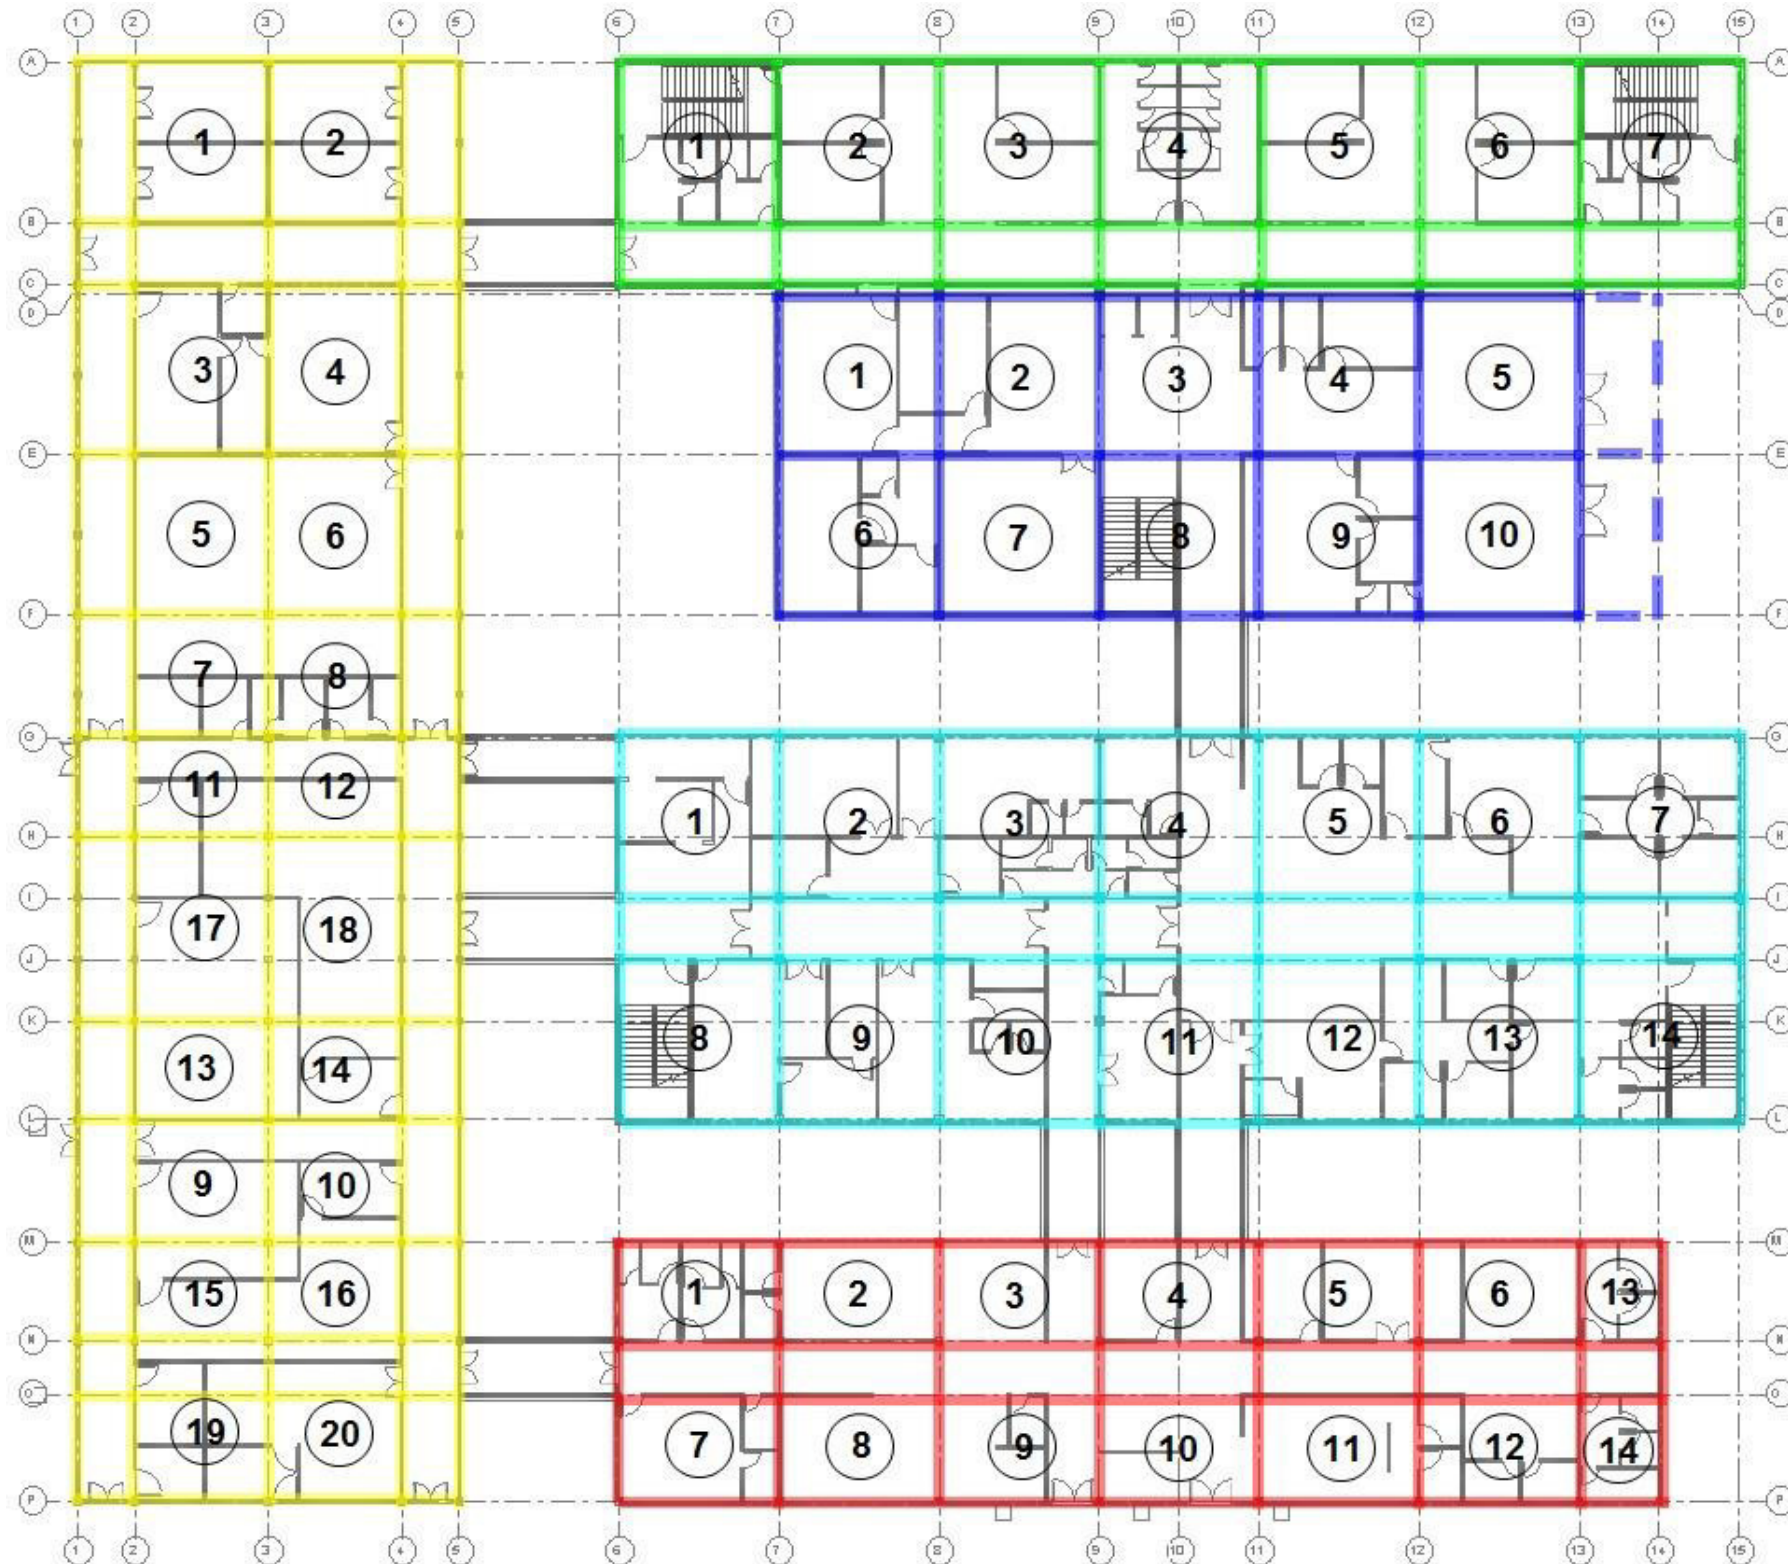 1 2 3 4 5 6 7 8 9 10 11 12 13 14 15
A A
1 2 1 2 3 4 5 6 7
B B
C C
D D
3 4 1 2 3 4 5
E E
5 6 6 7 8 9 10
F F
7 8
G G
11 12 1 2 3 4 5 6 7
H H
I I
17 18
J J
K K
13 14 8 9 10 11 12 13 14
L L
9 10
M M
15 16 1 2 3 4 5 6 13
N N
O O
19 20 7 8 9 10 11 12 14
P P
1 2 3 4 5 6 7 8 9 10 11 12 13 14 15